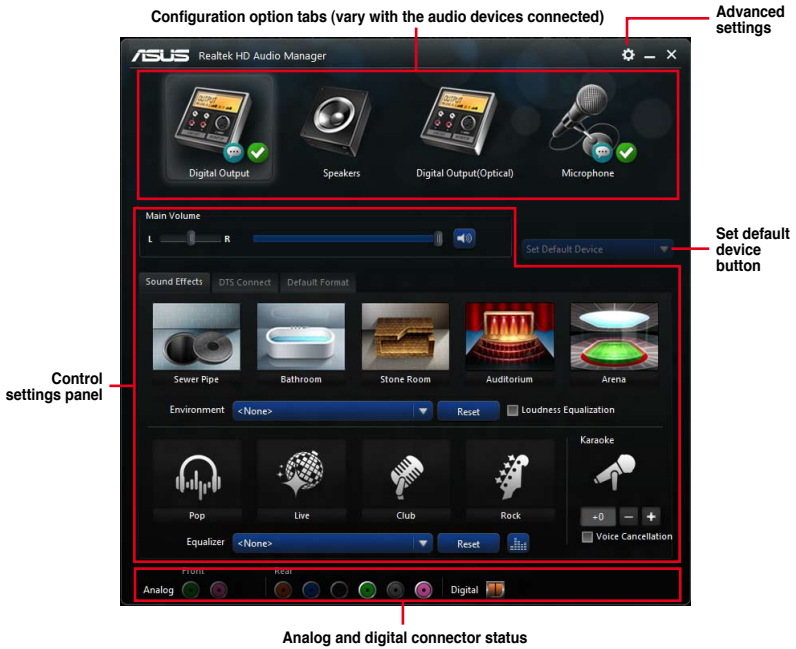 Configuration option tabs (vary with the audio devices connected)
Advanced
settings
ASUS Realtek HD Audio Manager
OUTPUT
OUTPUT
Digital Output
Speakers
Digital Output(Optical)
Microphone
Main Volume
L
R
Set Default Device
Set default
device
button
Sound Effects
DTS Connect
Default Format
Control
settings panel
Sewer Pipe
Bathroom
Stone Room
Auditorium
Arena
Environment
<None>
Reset
Loudness Equalization
Karaoke
Pop
Live
Club
Rock
+0
Equalizer
<None>
Reset
Voice Cancellation
Front
Rear
Analog
Digital
Analog and digital connector status